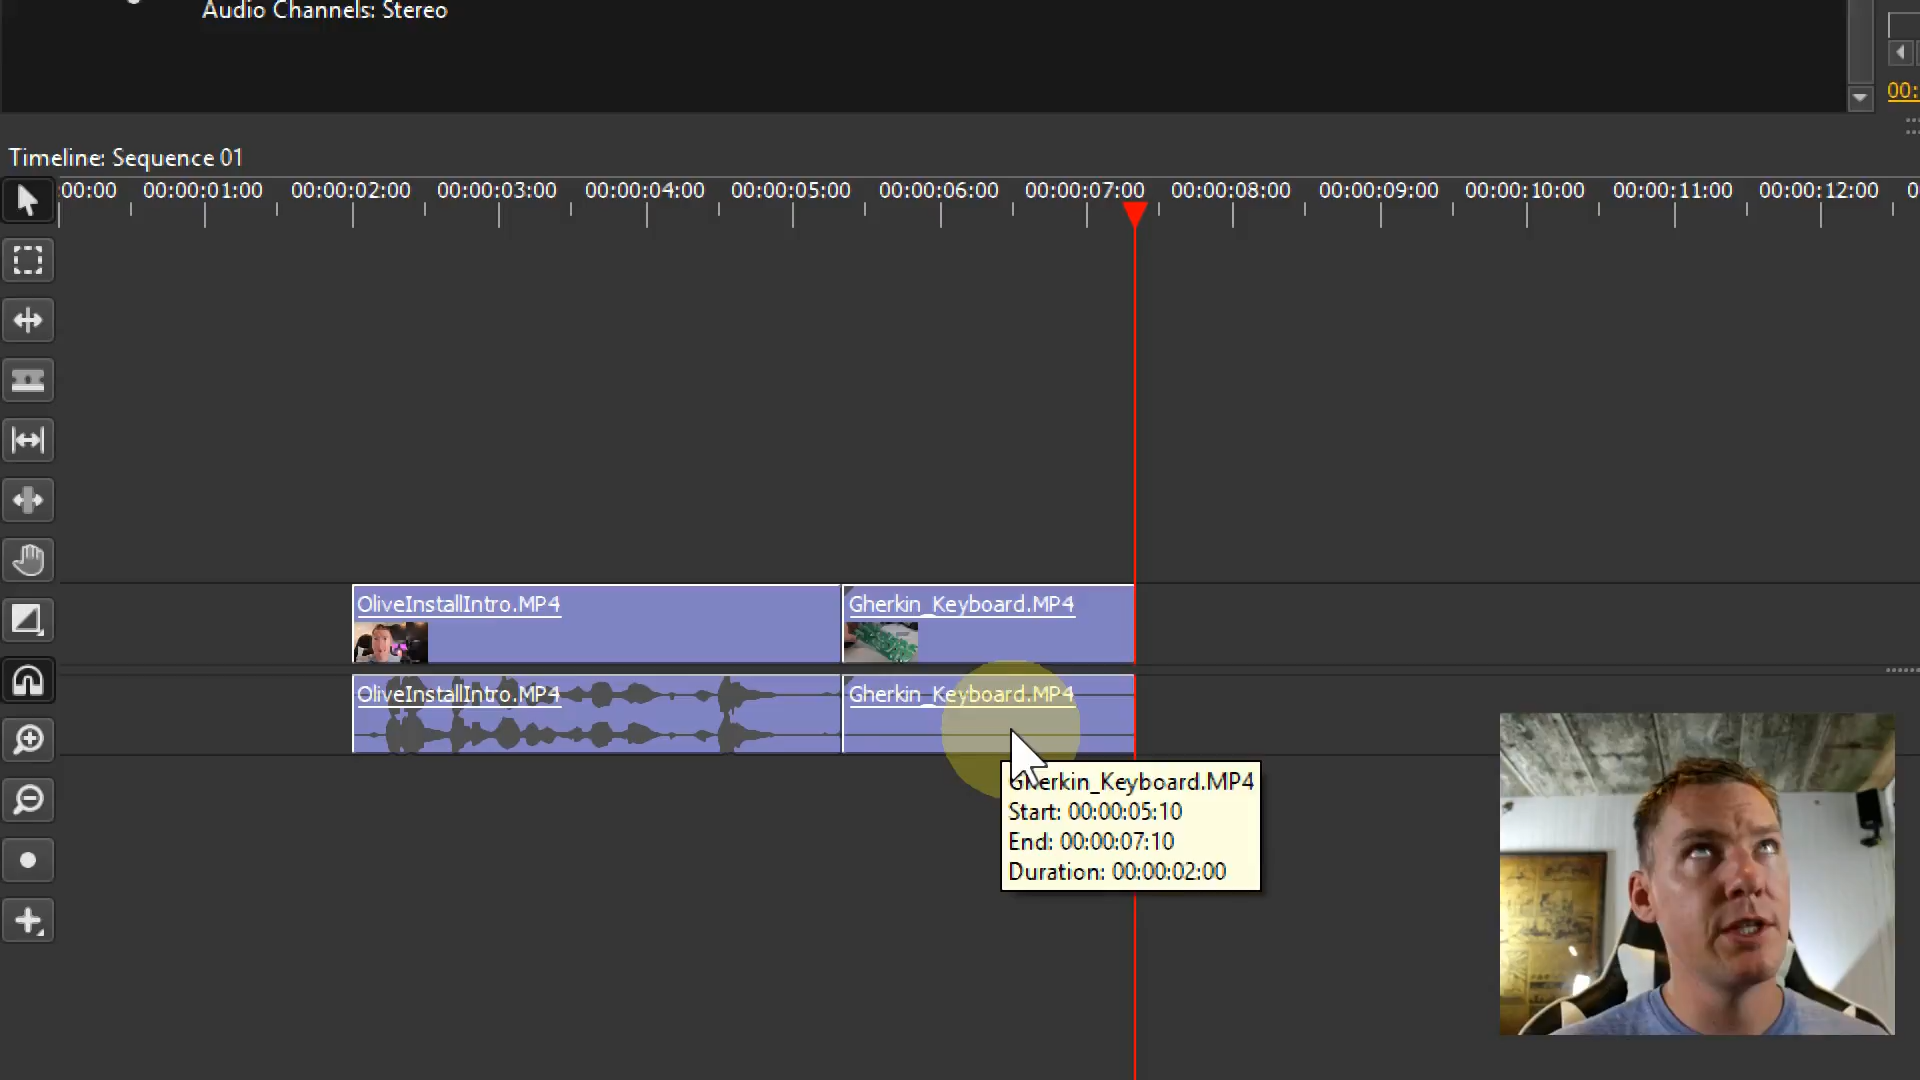 Audio Channels: Stereo
00:
Timeline: Sequence 01
:00:00 00:00:01:00 00:00:02:00 00:00:03:00 00:00:04:00 00:00:05:00 00:00:06:00 00:00:07:00 00:00:08:00 00:00:09:00 00:00:10:00 00:00:11:00 00:00:12:00 0
OliveInstallIntro.MP4 Gherkin_Keyboard.MP4
OliveInstallIntro.MP4 Gherkin_Keyboard.MP4
Gherkin_Keyboard.MP4
Start: 00:00:05:10
End: 00:00:07:10
Duration: 00:00:02:00